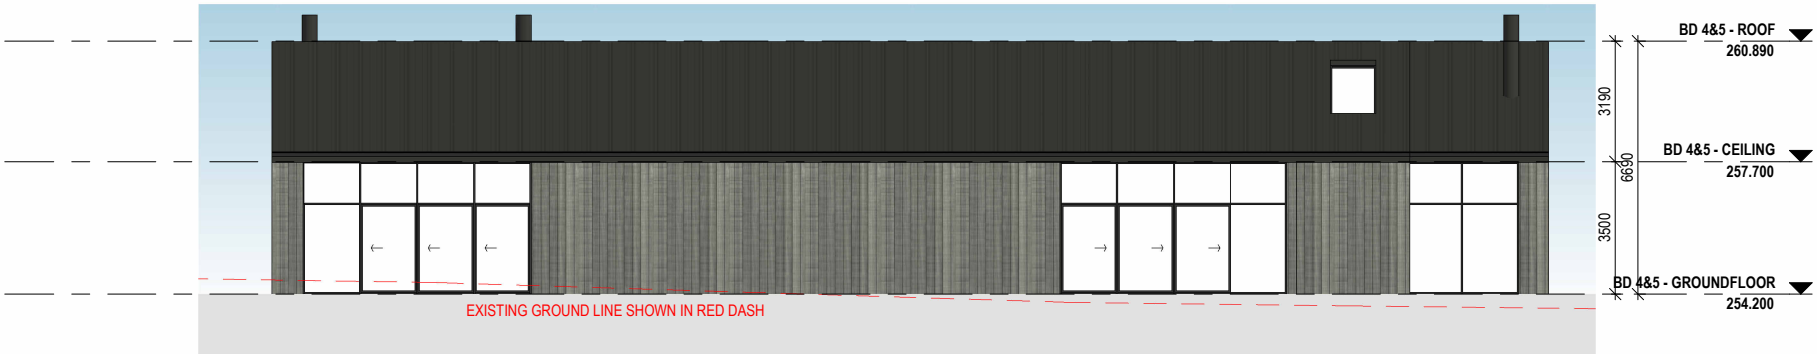 BD 4&5 - ROOF
260.890
3190
BD 4&5 - CEILING
257.700
6690
3500
BD 4&5 - GROUNDFLOOR
254.200
EXISTING GROUND LINE SHOWN IN RED DASH